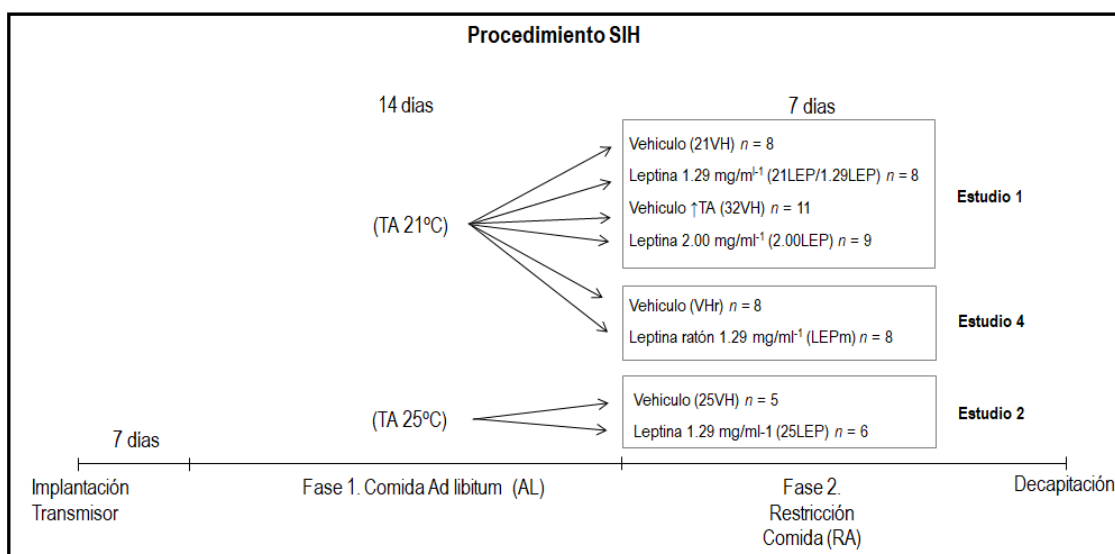 Procedimiento SIH
14 días
7 días
Vehículo (21VH) n = 8
Leptina 1.29 mg/ml⁻¹ (21LEP/1.29LEP) n = 8
Vehiculo ↑TA (32VH) n = 11
Leptina 2.00 mg/ml⁻¹ (2.00LEP) n = 9
Estudio 1
(TA 21ºC)
Vehiculo (VHr) n = 8
Leptina ratón 1.29 mg/ml⁻¹ (LEPm) n = 8
Estudio 4
Vehiculo (25VH) n = 5
Leptina 1.29 mg/ml-1 (25LEP) n = 6
Estudio 2
(TA 25ºC)
7 días
Implantación
Transmisor
Fase 1. Comida Ad libitum (AL)
Fase 2.
Restricción
Comida (RA)
Decapitación